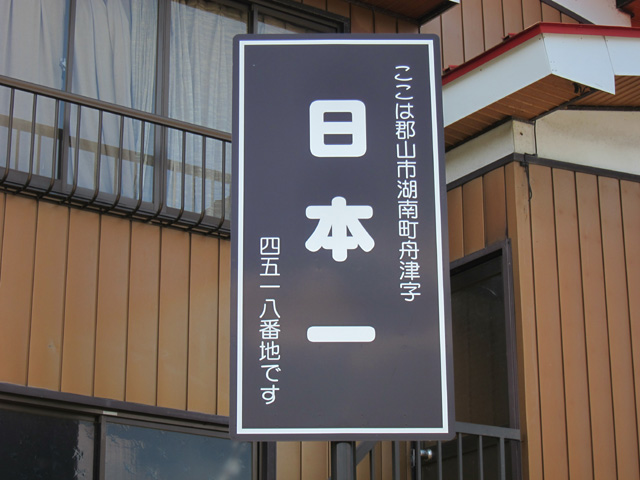 ここは郡山市湖南町舟津字
日本一
四五一八番地です